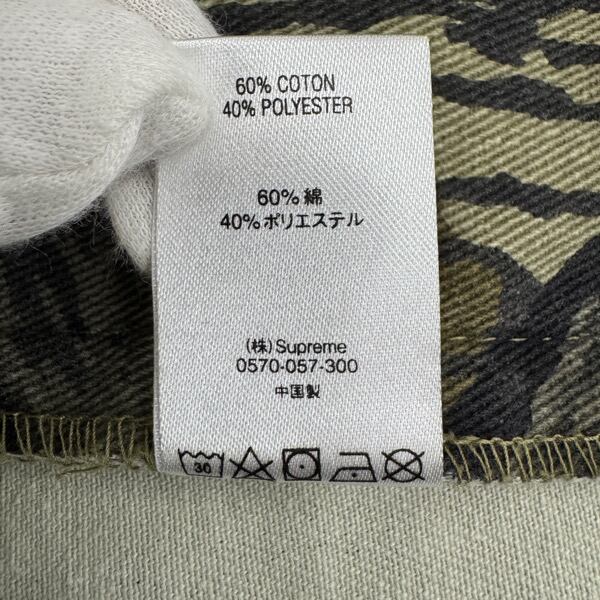 60% COTON
40% POLYESTER
60%綿
40%ポリエステル
(株)Supreme
0570-057-300
中国製
30